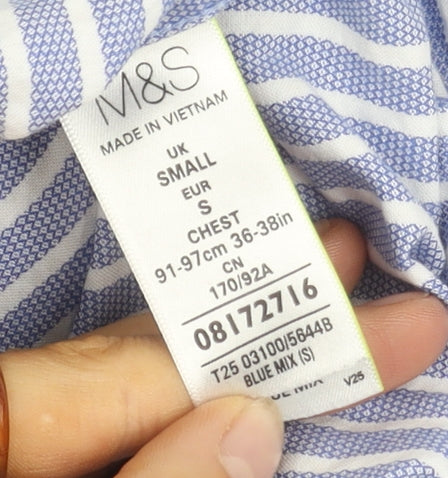 M&S
MADE IN VIETNAM
UK
SMALL
EUR
S
CHEST
91-97cm 36-38in
CN
170/92A
08172716
T25 03100/5644B
BLUE MIX (S)
V25